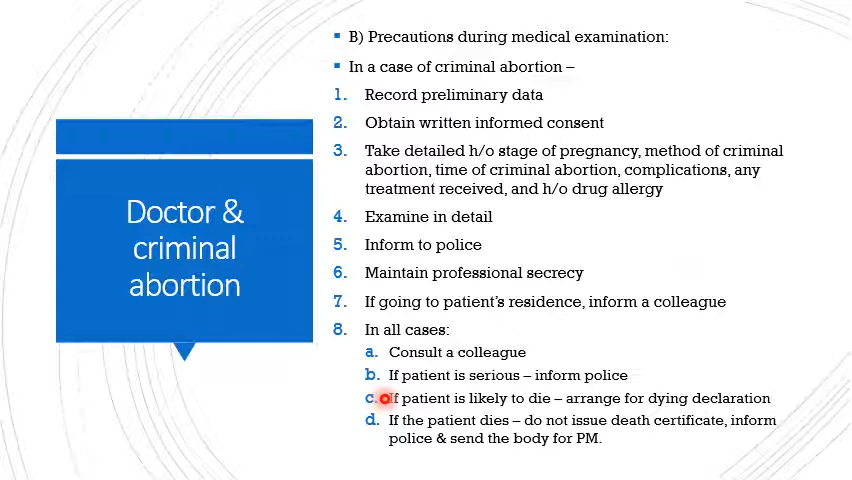 Doctor &
criminal
abortion
B) Precautions during medical examination:
In a case of criminal abortion –
1. Record preliminary data
2. Obtain written informed consent
3. Take detailed h/o stage of pregnancy, method of criminal
abortion, time of criminal abortion, complications, any
treatment received, and h/o drug allergy
4. Examine in detail
5. Inform to police
6. Maintain professional secrecy
7. If going to patient's residence, inform a colleague
8. In all cases:
a. Consult a colleague
b. If patient is serious – inform police
c. If patient is likely to die – arrange for dying declaration
d. If the patient dies – do not issue death certificate, inform
police & send the body for PM.